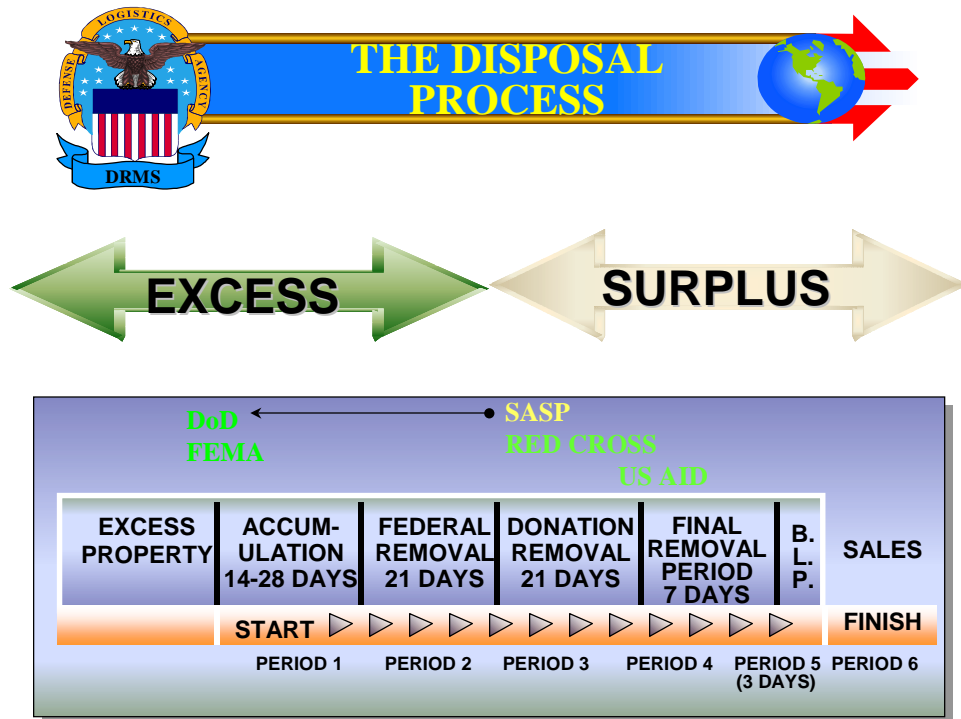 DEFENSE LOGISTICS AGENCY
DRMS
THE DISPOSAL
PROCESS
EXCESS
SURPLUS
DoD
FEMA
SASP
RED CROSS
US AID
EXCESS
PROPERTY
ACCUM-
ULATION
14-28 DAYS
FEDERAL
REMOVAL
21 DAYS
DONATION
REMOVAL
21 DAYS
FINAL
REMOVAL
PERIOD
7 DAYS
B.
L.
P.
SALES
START
FINISH
PERIOD 1
PERIOD 2
PERIOD 3
PERIOD 4
PERIOD 5
(3 DAYS)
PERIOD 6